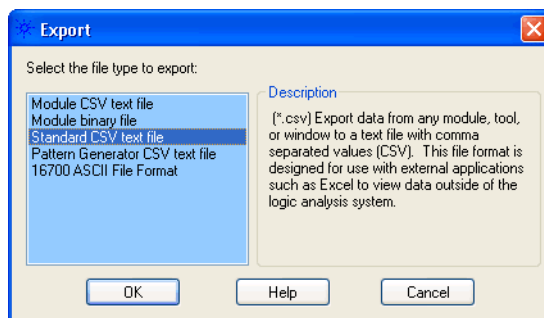 Export
Select the file type to export:
Module CSV text file
Module binary file
Standard CSV text file
Pattern Generator CSV text file
16700 ASCII File Format
Description
(*.csv) Export data from any module, tool,
or window to a text file with comma
separated values (CSV). This file format is
designed for use with external applications
such as Excel to view data outside of the
logic analysis system.
OK
Help
Cancel